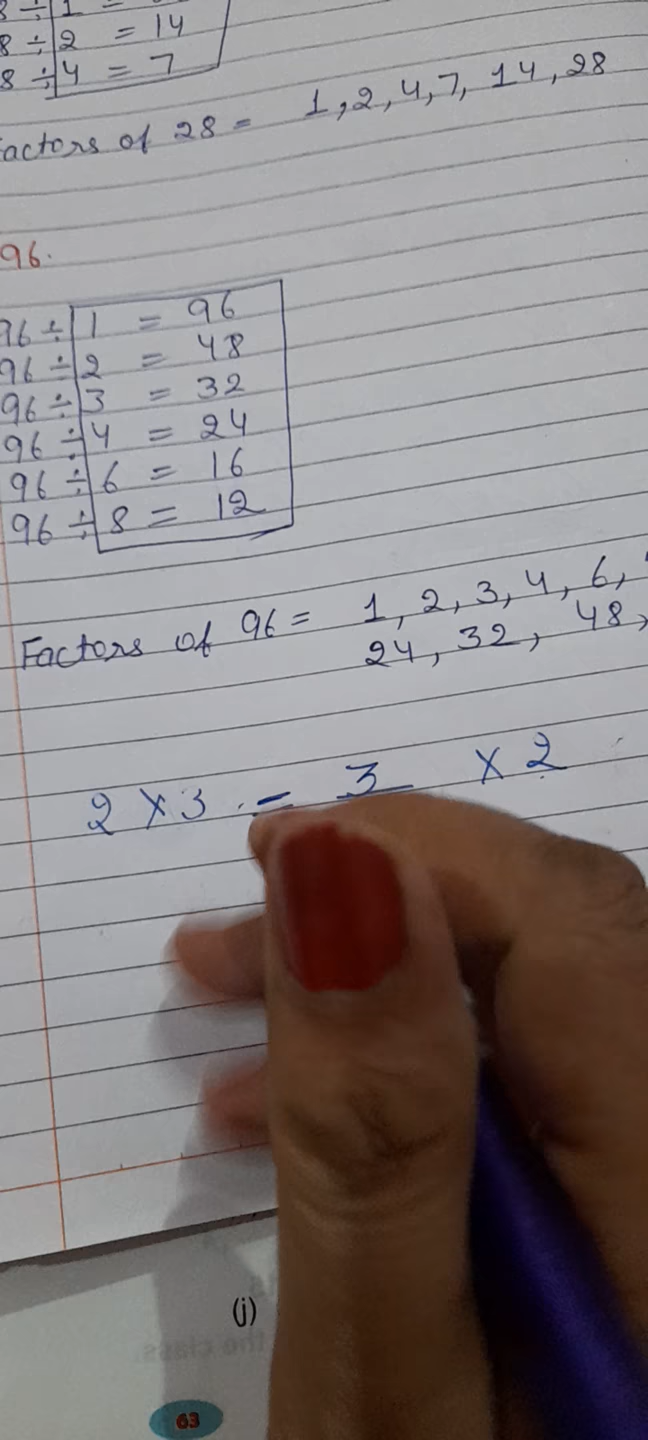 8 ÷ 1 =
8 ÷ 2 = 14
8 ÷ 4 = 7
actors of 28 = 1, 2, 4, 7, 14, 28
96.
96 ÷ 1 = 96
96 ÷ 2 = 48
96 ÷ 3 = 32
96 ÷ 4 = 24
96 ÷ 6 = 16
96 ÷ 8 = 12
Factors of 96 = 1, 2, 3, 4, 6,
24, 32, 48,
2 × 3 = 3 × 2
(j)
63